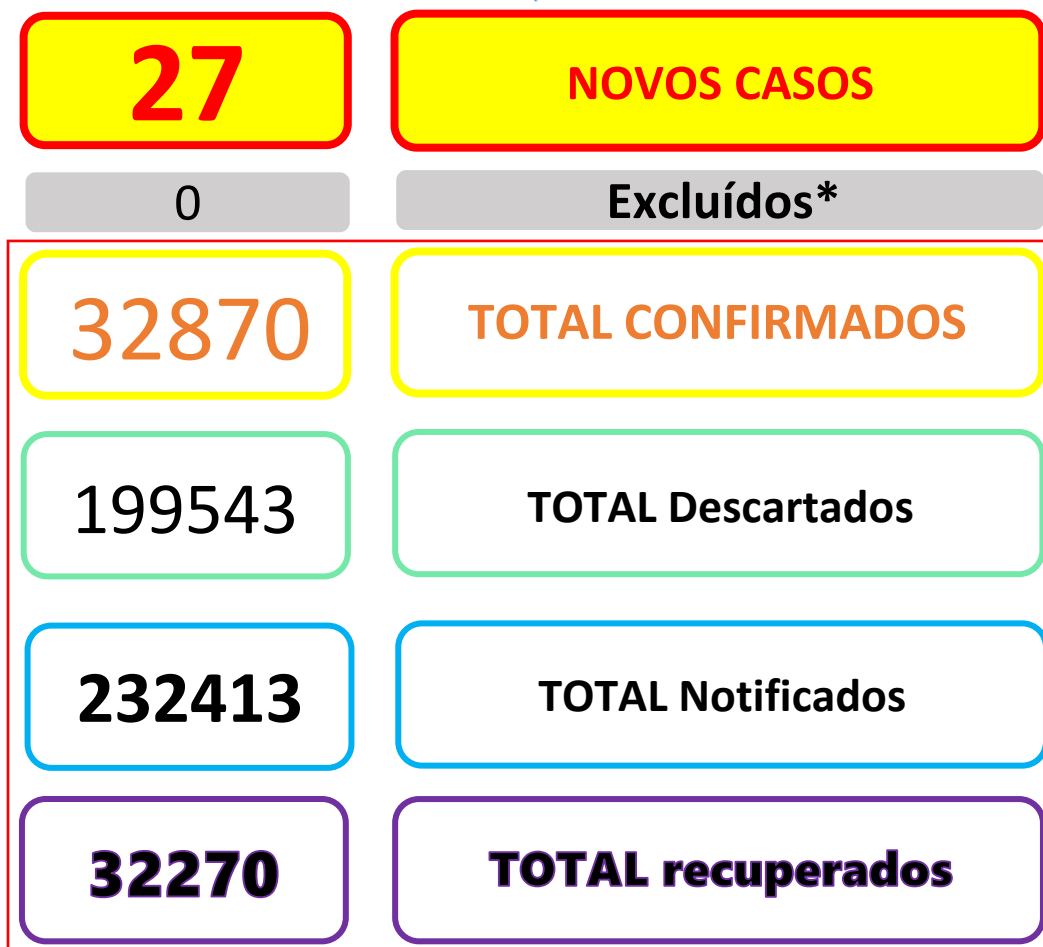 27 NOVOS CASOS
0 Excluídos*
32870 TOTAL CONFIRMADOS
199543 TOTAL Descartados
232413 TOTAL Notificados
32270 TOTAL recuperados